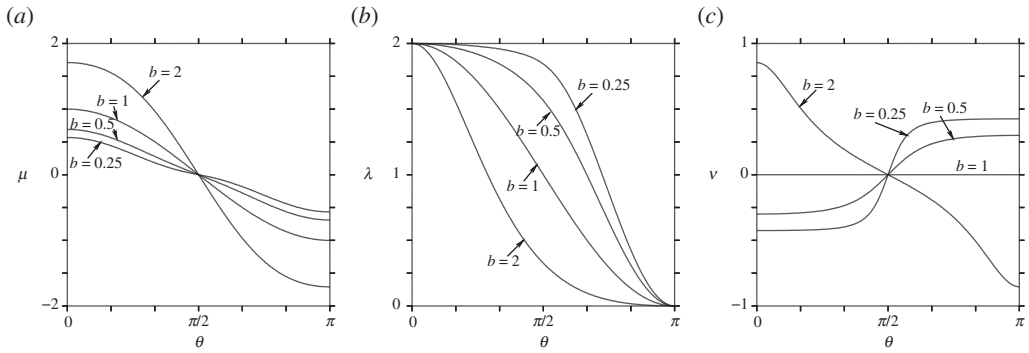 (a)
2
b = 2
b = 1
b = 0.5
b = 0.25
μ
0
−2
0
π/2
π
θ
(b)
2
b = 0.25
b = 0.5
b = 1
b = 2
λ
1
0
0
π/2
π
θ
(c)
1
b = 2
b = 0.25
b = 0.5
b = 1
ν
0
−1
0
π/2
π
θ